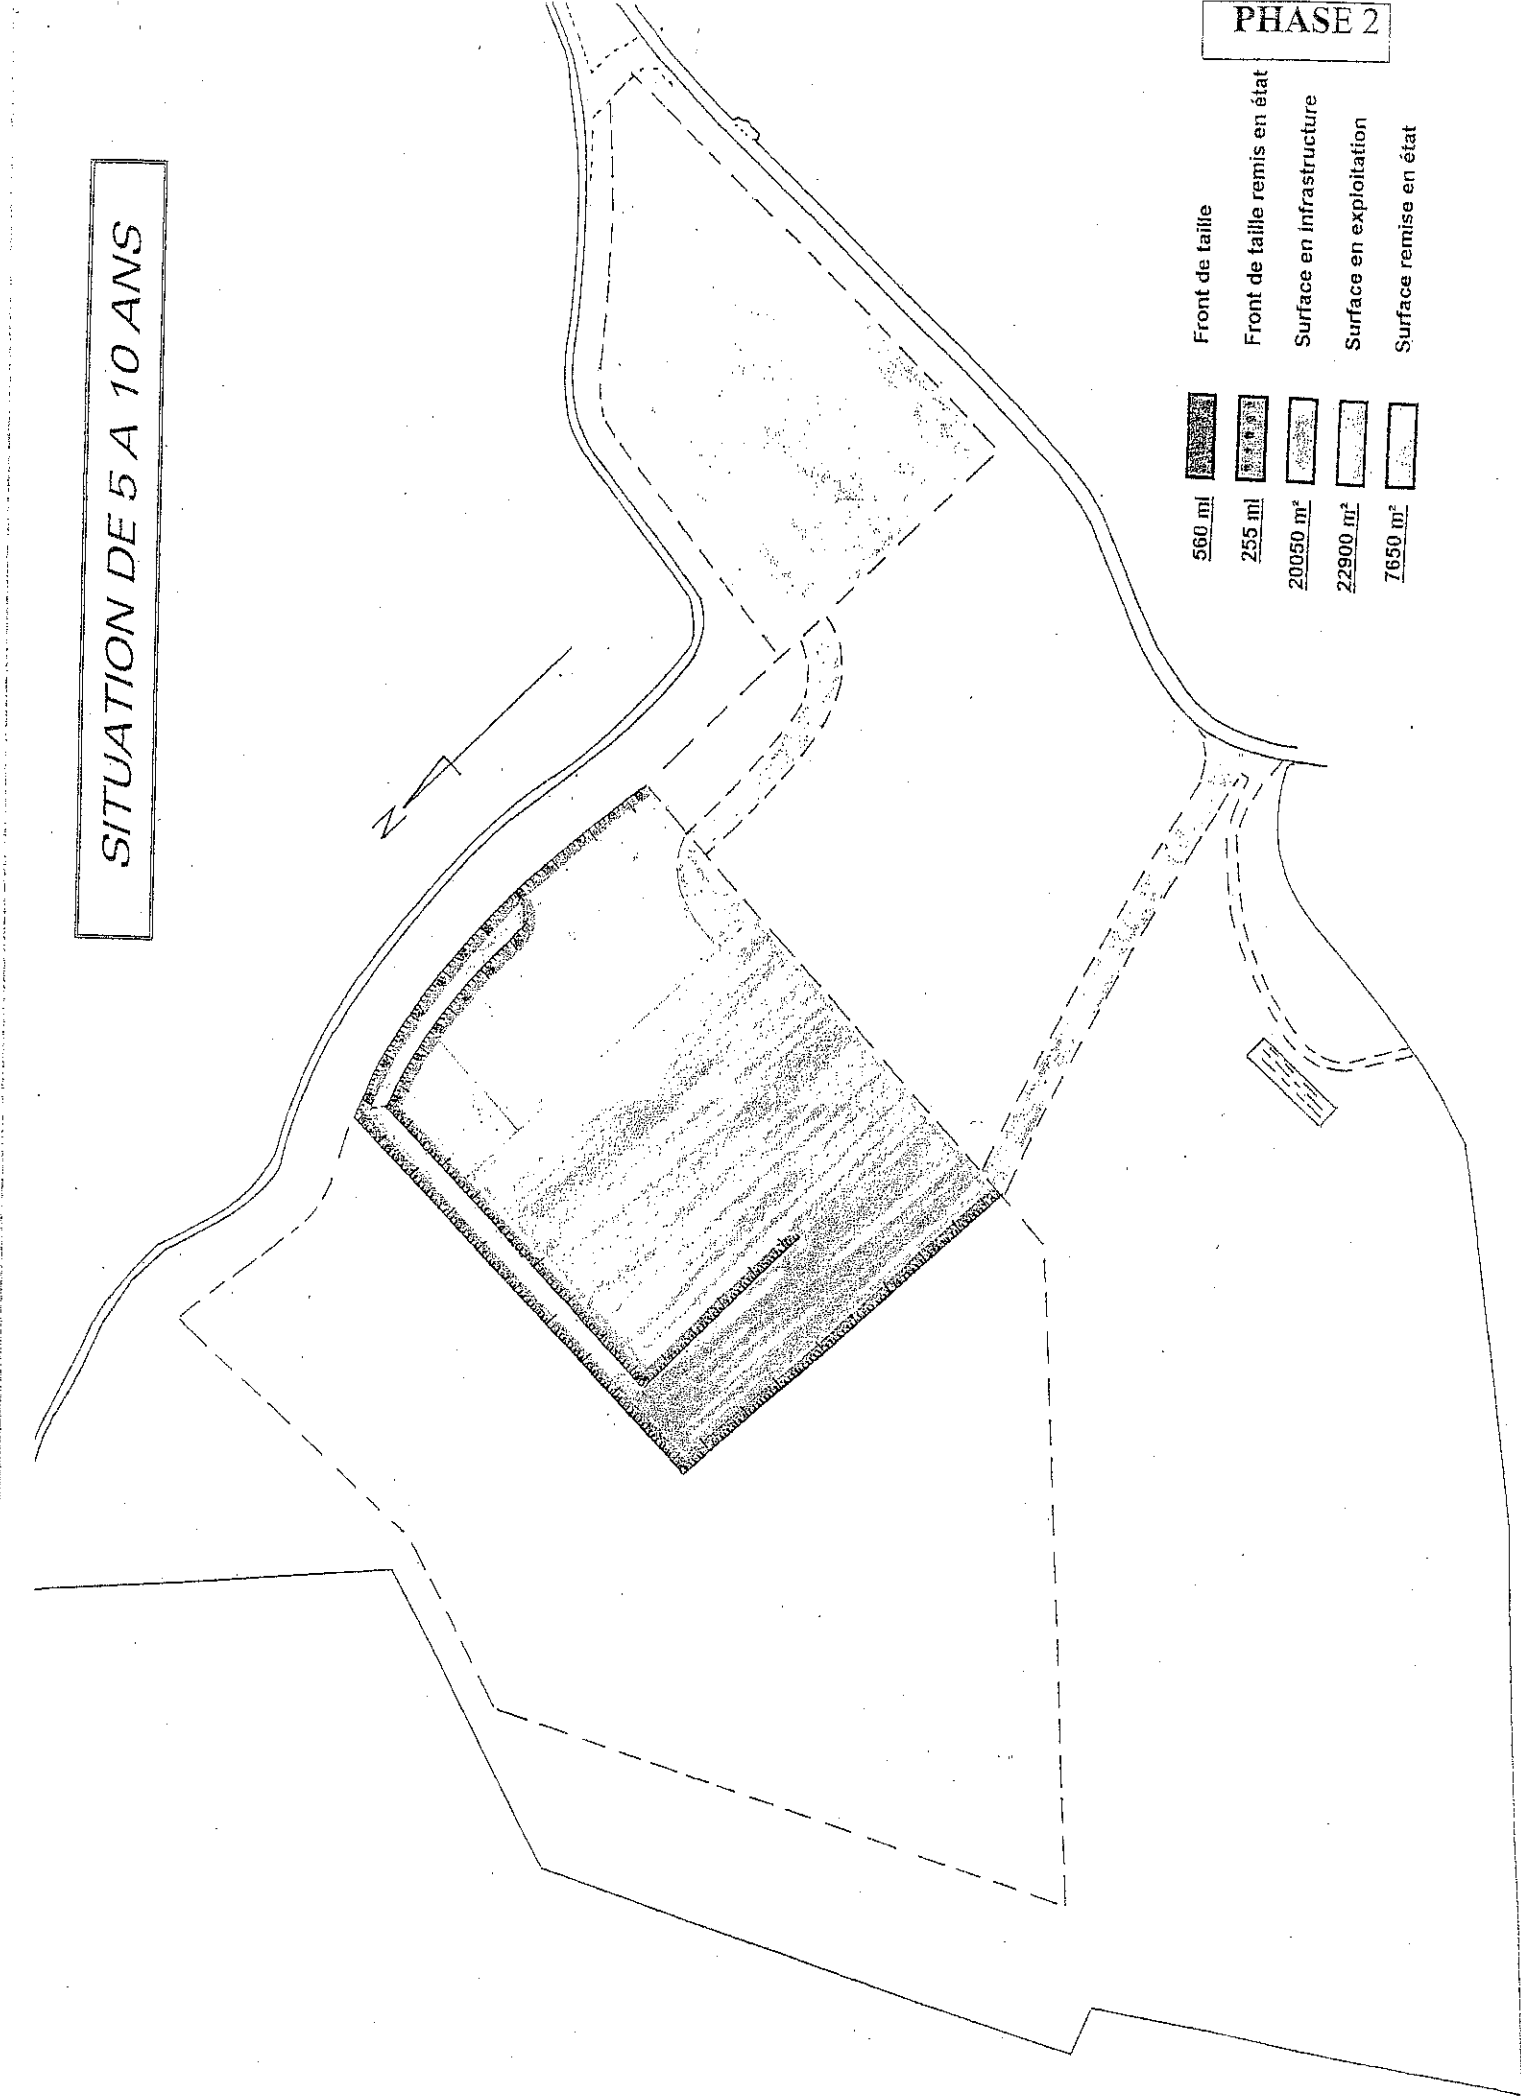 SITUATION DE 5 A 10 ANS
N
PHASE 2
560 ml Front de taille
255 ml Front de taille remis en état
20050 m² Surface en infrastructure
22900 m² Surface en exploitation
7650 m² Surface remise en état